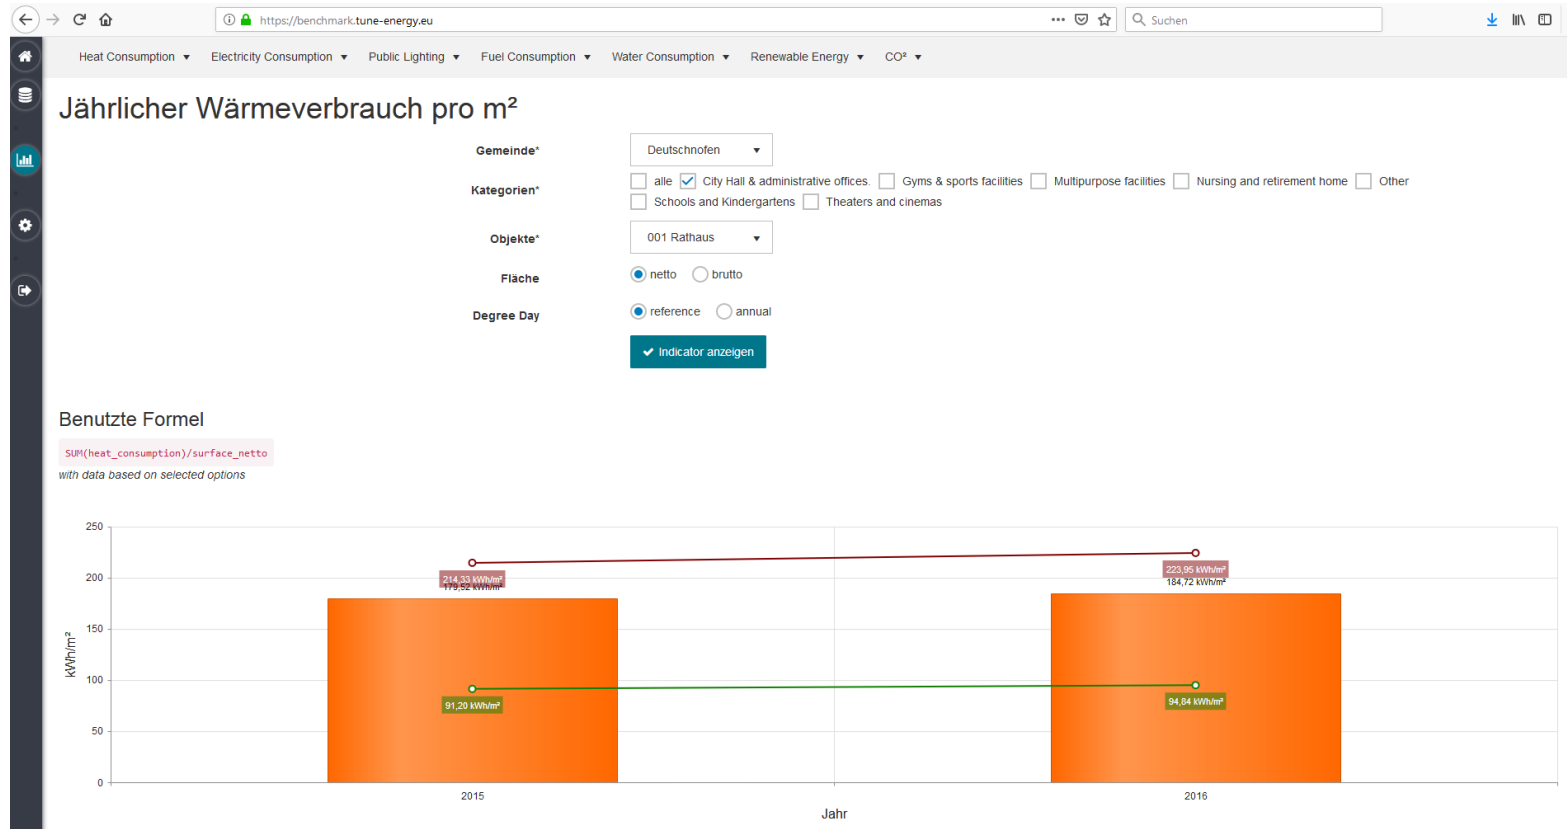 https://benchmark.tune-energy.eu
Suchen
Heat Consumption Electricity Consumption Public Lighting Fuel Consumption Water Consumption Renewable Energy CO²
Jährlicher Wärmeverbrauch pro m²
Gemeinde* Deutschnofen
Kategorien* alle City Hall & administrative offices. Gyms & sports facilities Multipurpose facilities Nursing and retirement home Other
Schools and Kindergartens Theaters and cinemas
Objekte* 001 Rathaus
Fläche netto brutto
Degree Day reference annual
Indicator anzeigen
Benutzte Formel
SUM(heat_consumption)/surface_netto
with data based on selected options
250
200
150
100
50
0
kWh/m²
214,33 kWh/m²
179,52 kWh/m²
91,20 kWh/m²
223,95 kWh/m²
184,72 kWh/m²
94,84 kWh/m²
2015 2016
Jahr